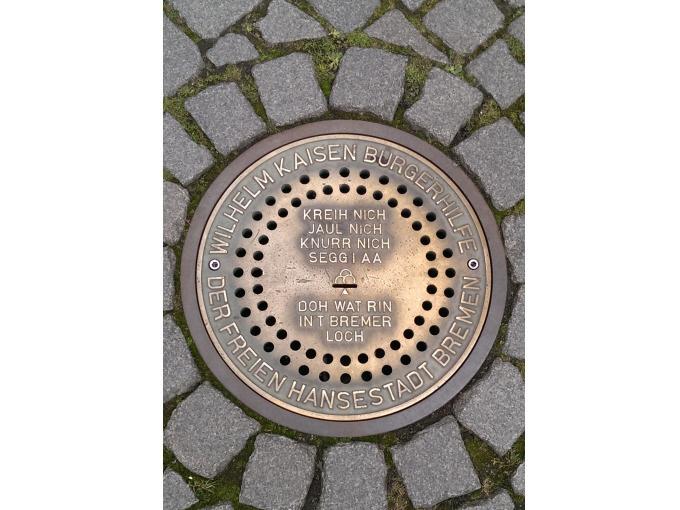 WILHELM KAISEN BÜRGERHILFE
KREIH NICH
JAUL NICH
KNURR NICH
SEGG I AA
DOH WAT RIN
IN T BREMER
LOCH
DER FREIEN HANSESTADT BREMEN